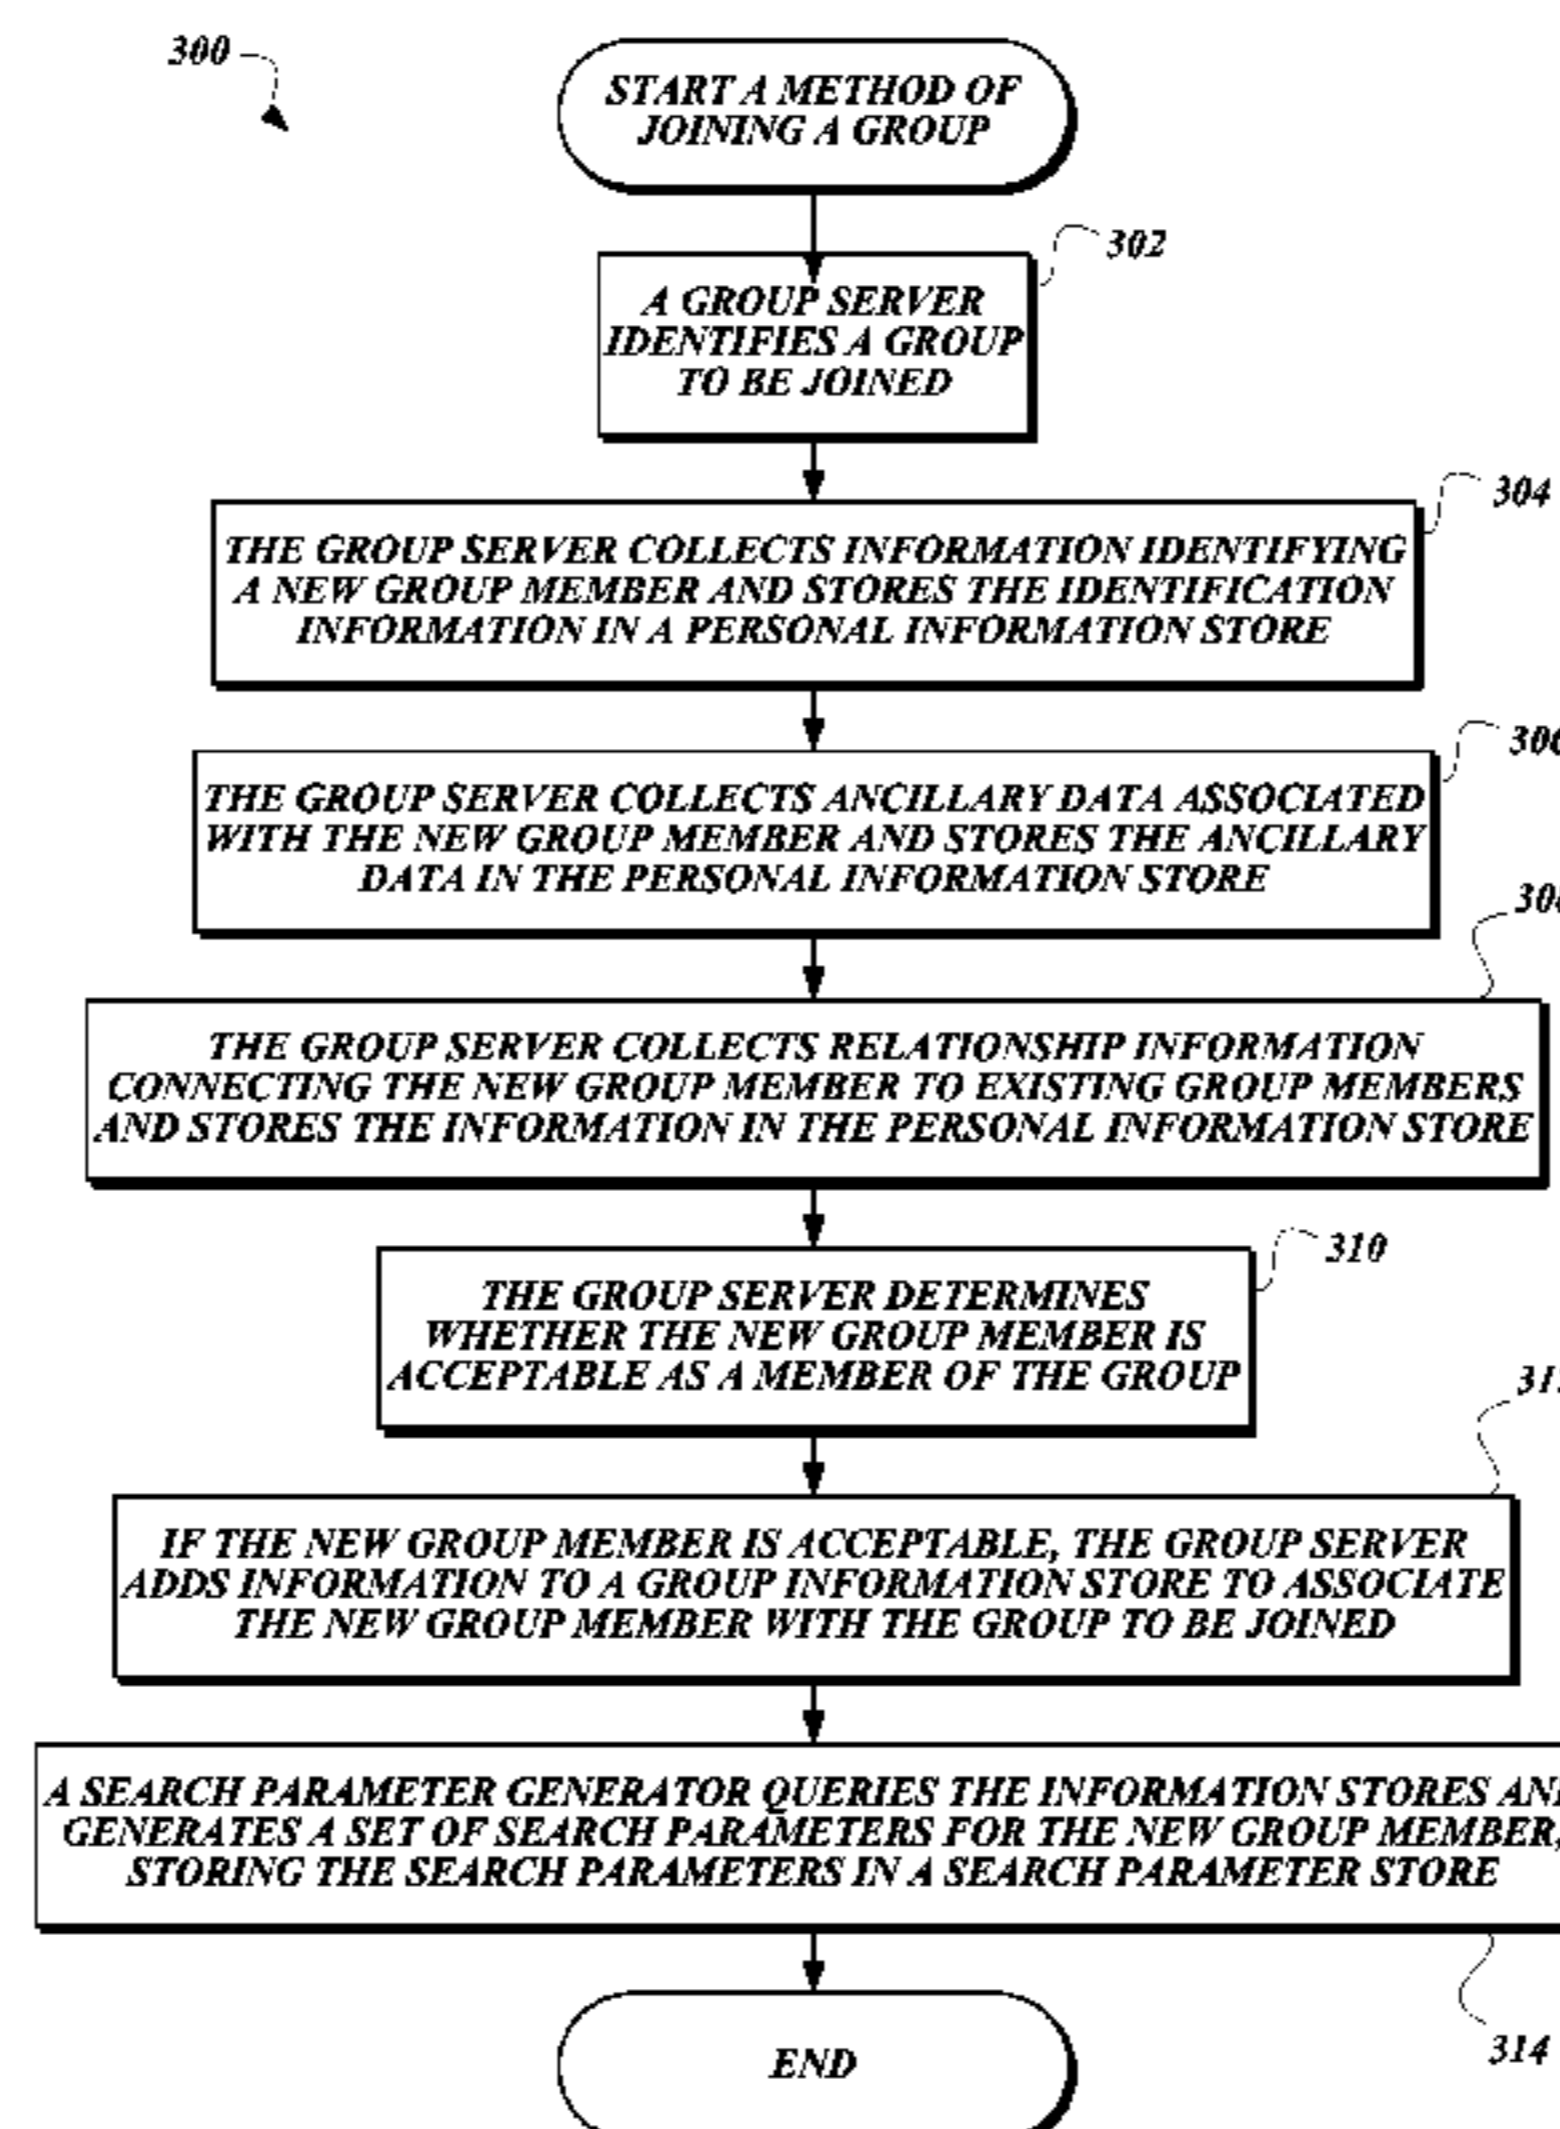 300
START A METHOD OF
JOINING A GROUP
302
A GROUP SERVER
IDENTIFIES A GROUP
TO BE JOINED
304
THE GROUP SERVER COLLECTS INFORMATION IDENTIFYING
A NEW GROUP MEMBER AND STORES THE IDENTIFICATION
INFORMATION IN A PERSONAL INFORMATION STORE
THE GROUP SERVER COLLECTS ANCILLARY DATA ASSOCIATED
WITH THE NEW GROUP MEMBER AND STORES THE ANCILLARY
DATA IN THE PERSONAL INFORMATION STORE
THE GROUP SERVER COLLECTS RELATIONSHIP INFORMATION
CONNECTING THE NEW GROUP MEMBER TO EXISTING GROUP MEMBERS
AND STORES THE INFORMATION IN THE PERSONAL INFORMATION STORE
310
THE GROUP SERVER DETERMINES
WHETHER THE NEW GROUP MEMBER IS
ACCEPTABLE AS A MEMBER OF THE GROUP
IF THE NEW GROUP MEMBER IS ACCEPTABLE, THE GROUP SERVER
ADDS INFORMATION TO A GROUP INFORMATION STORE TO ASSOCIATE
THE NEW GROUP MEMBER WITH THE GROUP TO BE JOINED
A SEARCH PARAMETER GENERATOR QUERIES THE INFORMATION STORES
GENERATES A SET OF SEARCH PARAMETERS FOR THE NEW GROUP MEMBER,
STORING THE SEARCH PARAMETERS IN A SEARCH PARAMETER STORE
314
END